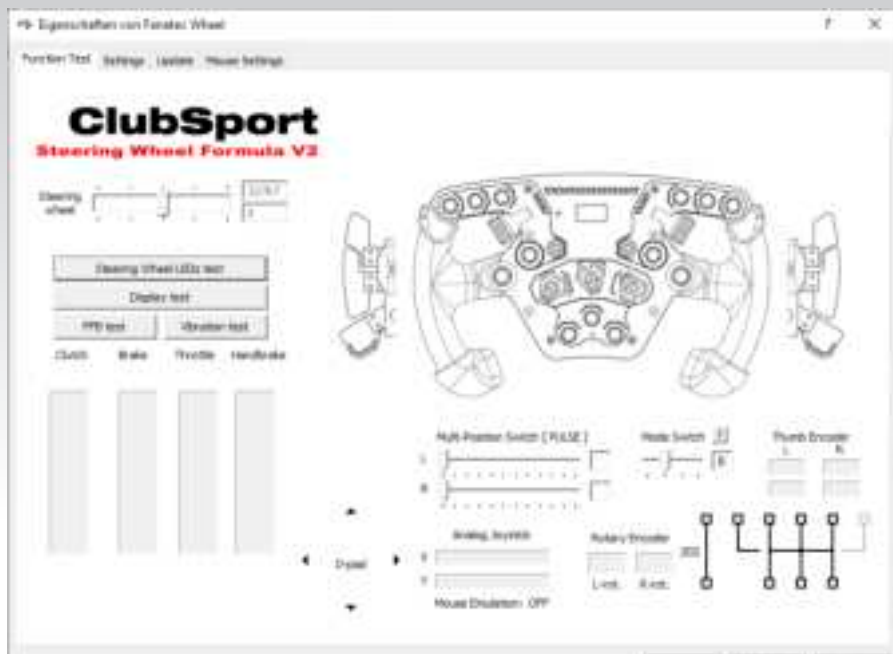 Eigenschaften von Fanatec Wheel
Function Test Settings Update Mouse Settings
ClubSport
Steering Wheel Formula V2
Steering
wheel
Steering Wheel LEDs test
Display test
FFB test Vibration test
Clutch Brake Throttle Handbrake
Multi-Position Switch [ PULSE ] Mode Switch Thumb Encoder
L R
L
R
Analog Joystick Rotary Encoder
D-pad
X
Y
L-rot. R-rot.
Mouse Emulation: OFF